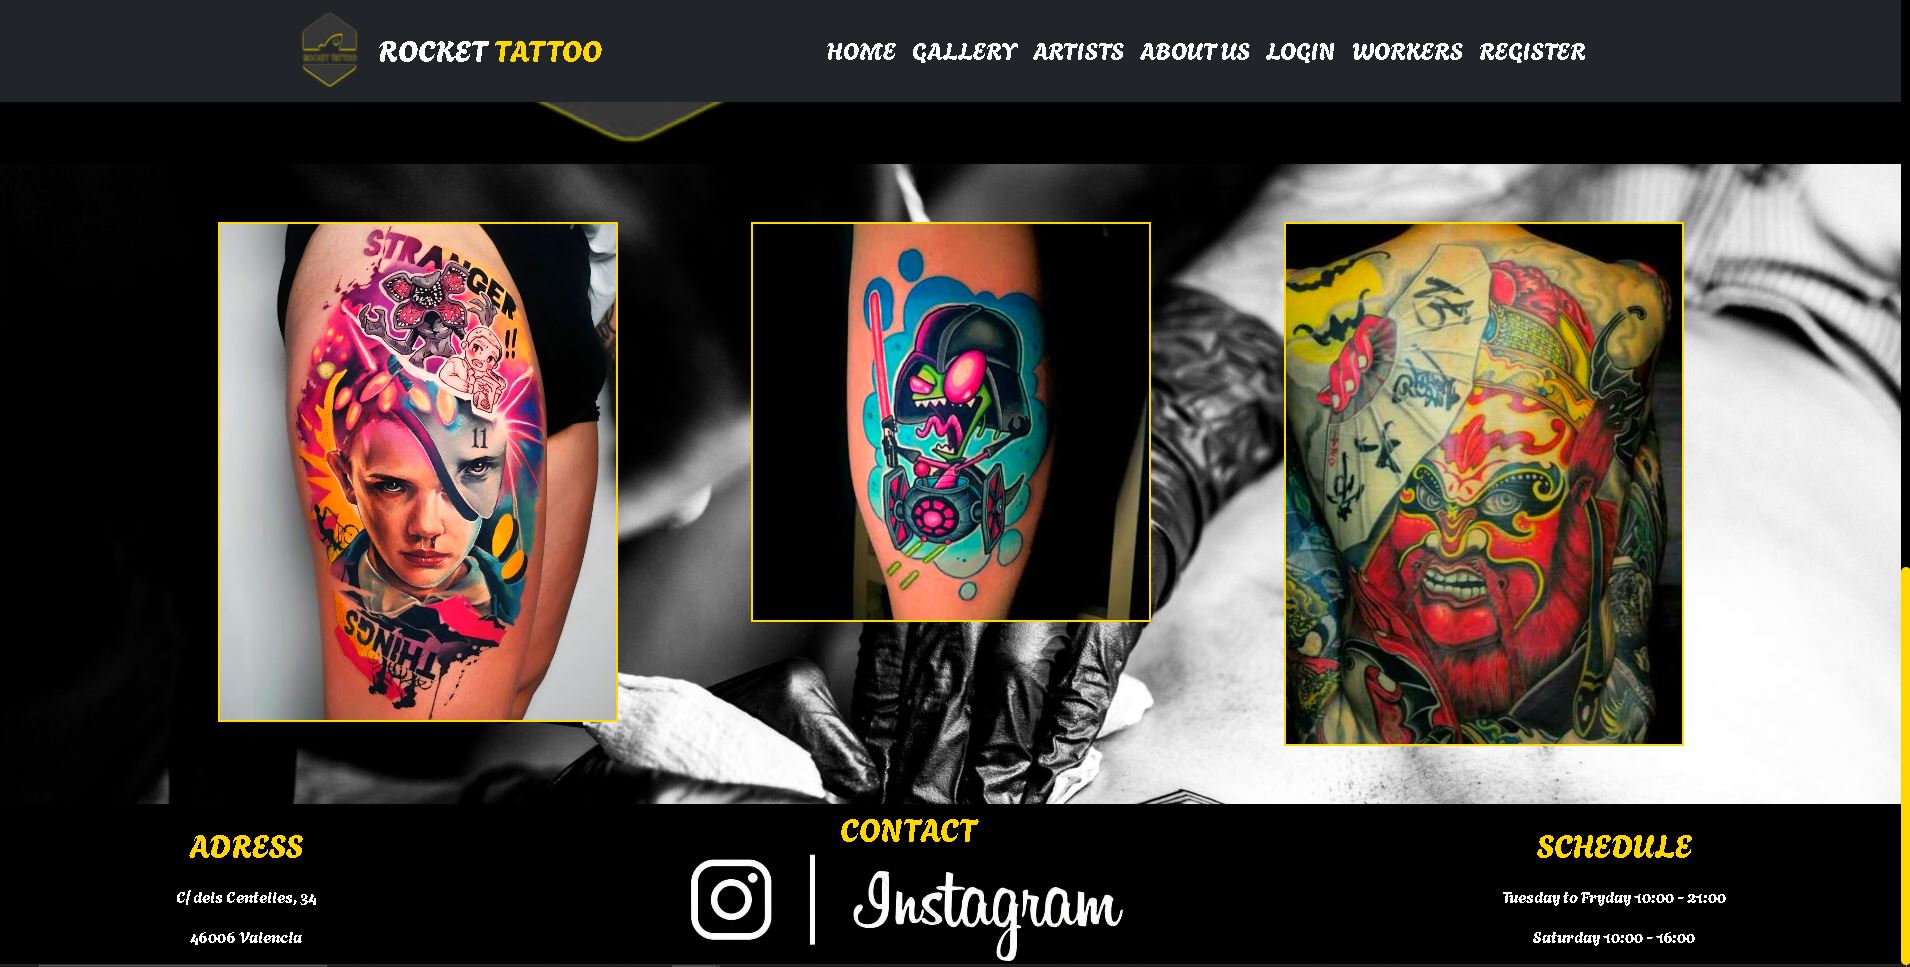 ROCKET TATTOO
ROCKET TATTOO
HOME GALLERY ARTISTS ABOUT US LOGIN WORKERS REGISTER
STRANGER
!!
11
THINGS
CONTACT
ADRESS
C/ dels Centelles, 34
46006 Valencia
Instagram
SCHEDULE
Tuesday to Fryday 10:00 - 21:00
Saturday 10:00 - 16:00